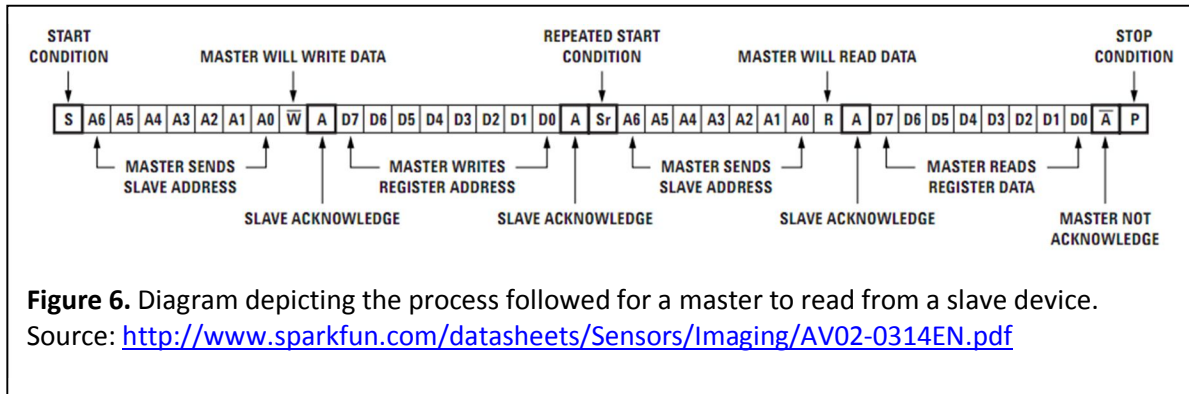 START CONDITION
MASTER WILL WRITE DATA
REPEATED START CONDITION
MASTER WILL READ DATA
STOP CONDITION
S A6 A5 A4 A3 A2 A1 A0 W̅ A D7 D6 D5 D4 D3 D2 D1 D0 A Sr A6 A5 A4 A3 A2 A1 A0 R A D7 D6 D5 D4 D3 D2 D1 D0 A̅ P
MASTER SENDS SLAVE ADDRESS
MASTER WRITES REGISTER ADDRESS
MASTER SENDS SLAVE ADDRESS
MASTER READS REGISTER DATA
SLAVE ACKNOWLEDGE
SLAVE ACKNOWLEDGE
SLAVE ACKNOWLEDGE
MASTER NOT ACKNOWLEDGE
Figure 6. Diagram depicting the process followed for a master to read from a slave device.
Source: http://www.sparkfun.com/datasheets/Sensors/Imaging/AV02-0314EN.pdf